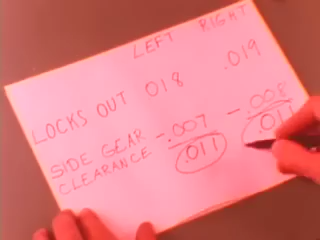 LEFT RIGHT
LOCKS OUT 018 .019
SIDE GEAR CLEARANCE -.007 - .008
.011 .011